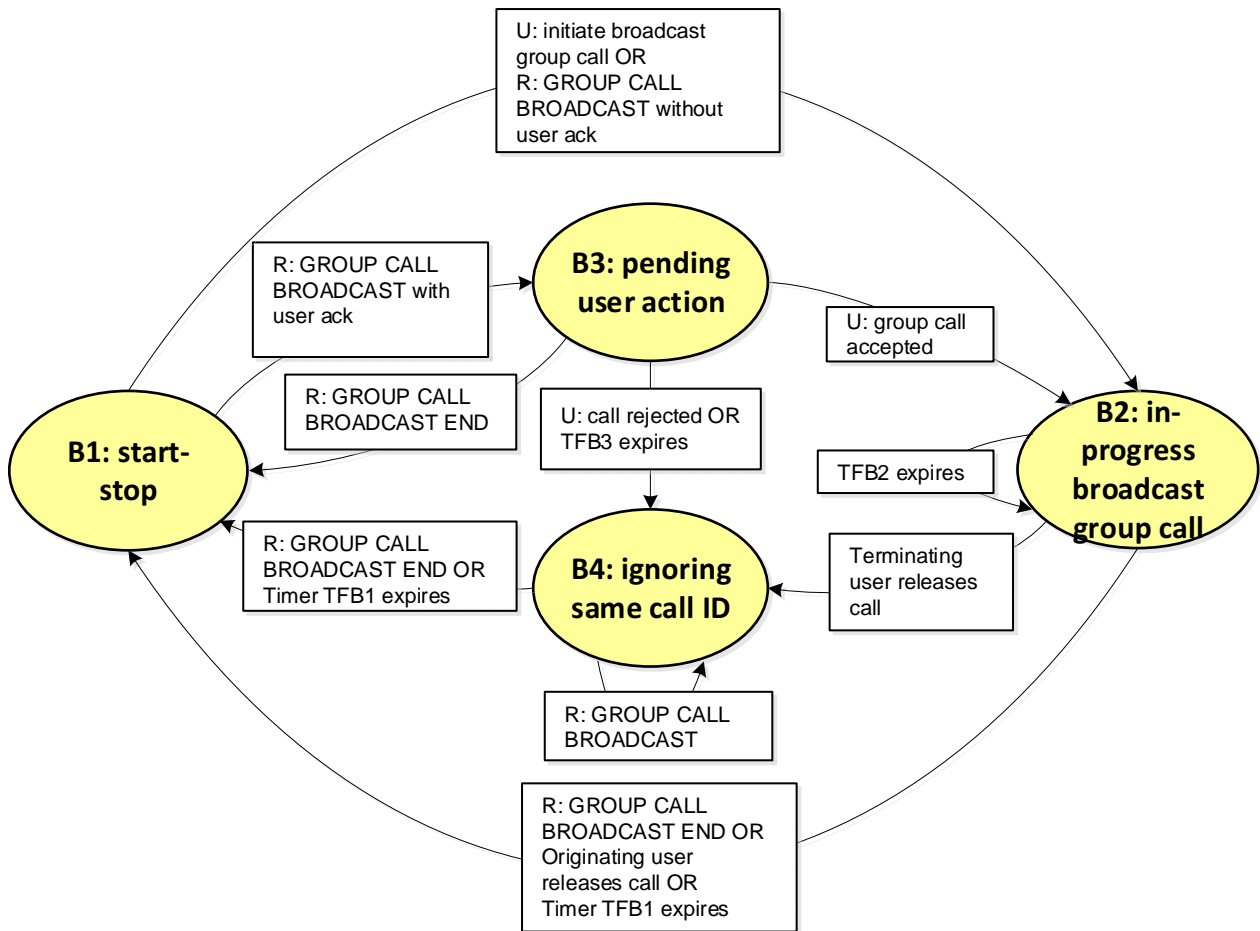 U: initiate broadcast
group call OR
R: GROUP CALL
BROADCAST without
user ack
R: GROUP CALL
BROADCAST with
user ack
B3: pending
user action
U: group call
accepted
R: GROUP CALL
BROADCAST END
U: call rejected OR
TFB3 expires
B1: start-
stop
B2: in-
progress
broadcast
group call
TFB2 expires
R: GROUP CALL
BROADCAST END OR
Timer TFB1 expires
B4: ignoring
same call ID
Terminating
user releases
call
R: GROUP CALL
BROADCAST
R: GROUP CALL
BROADCAST END OR
Originating user
releases call OR
Timer TFB1 expires